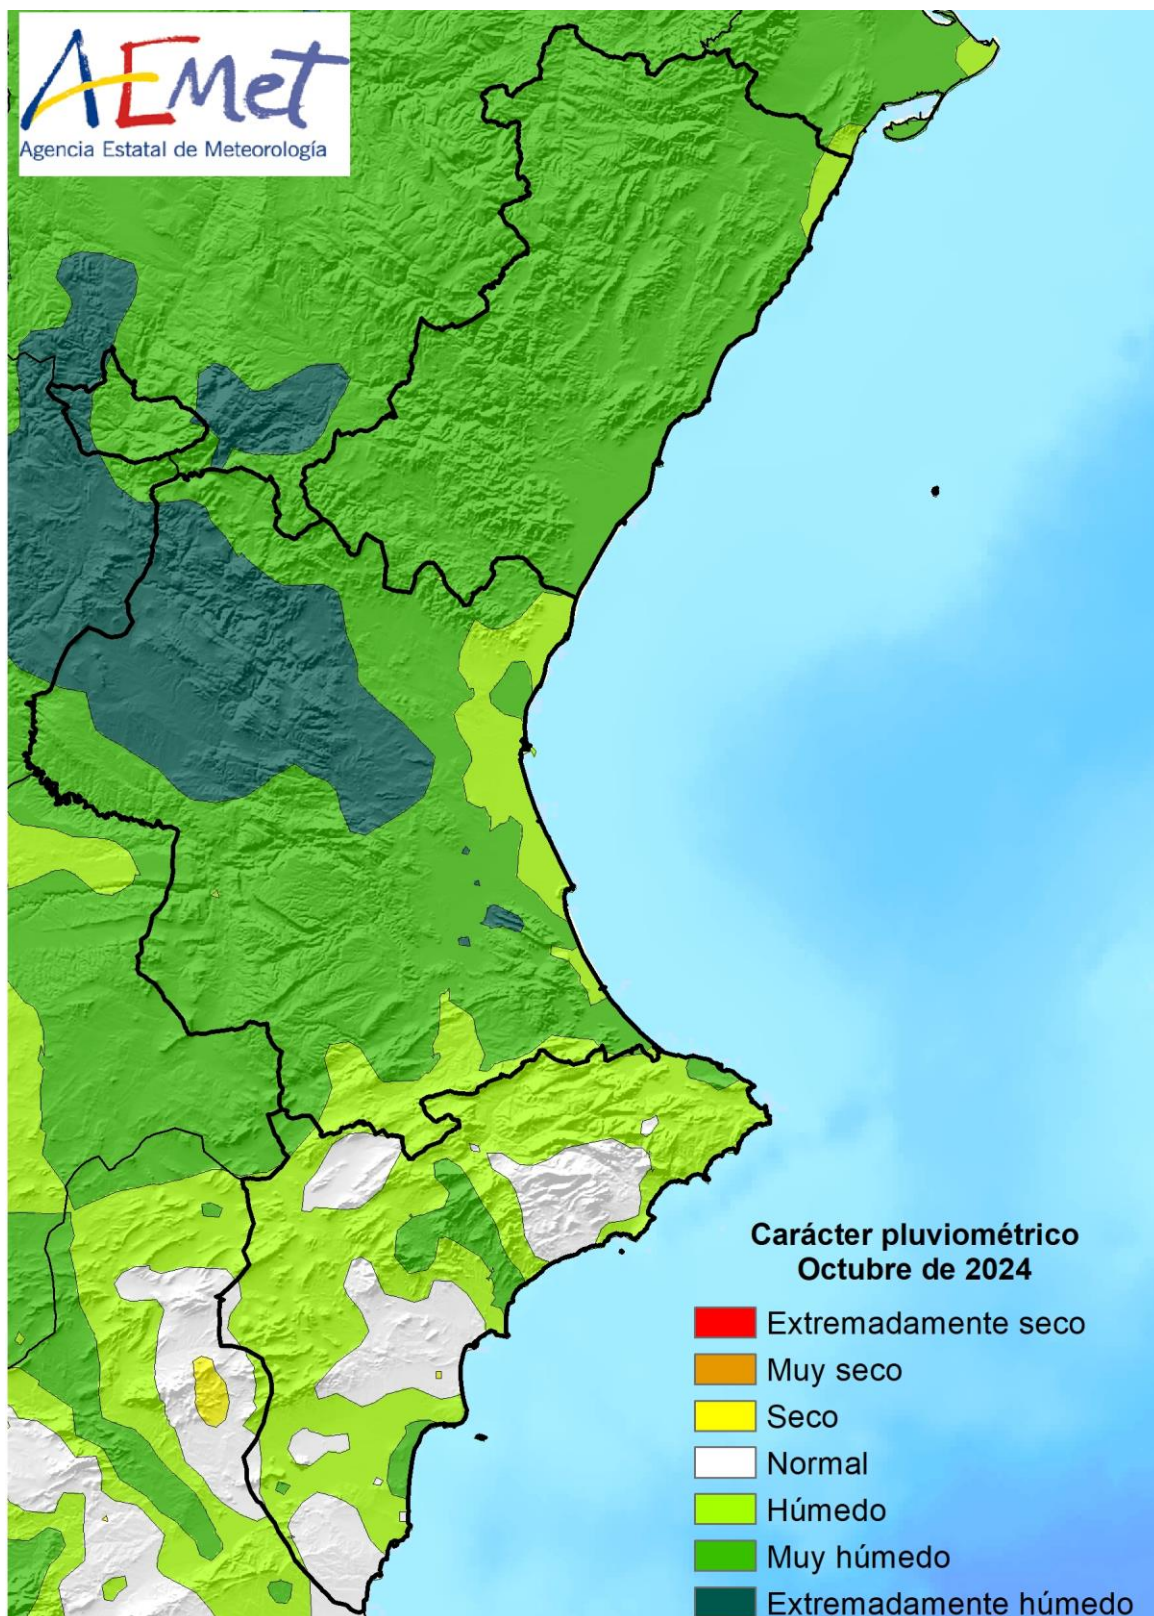 AEMet
Agencia Estatal de Meteorología
Carácter pluviométrico
Octubre de 2024
Extremadamente seco
Muy seco
Seco
Normal
Húmedo
Muy húmedo
Extremadamente húmedo